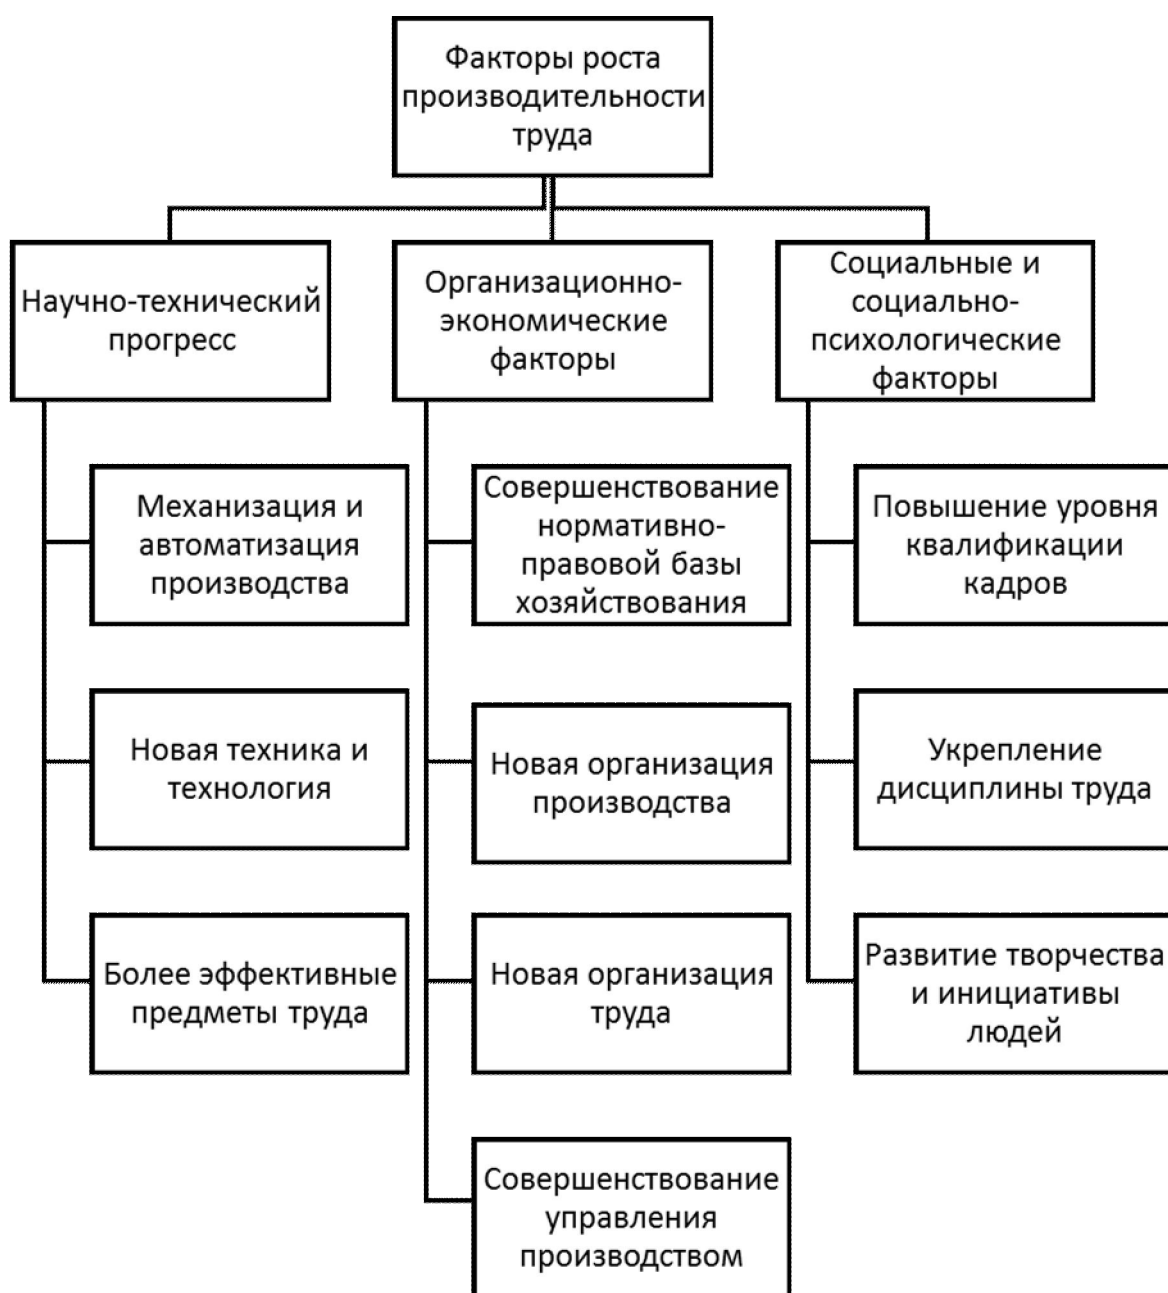 Факторы роста
производительности
труда
Научно-технический
прогресс
Организационно-
экономические
факторы
Социальные и
социально-
психологические
факторы
Механизация и
автоматизация
производства
Новая техника и
технология
Более эффективные
предметы труда
Совершенствование
нормативно-
правовой базы
хозяйствования
Новая организация
производства
Новая организация
труда
Совершенствование
управления
производством
Повышение уровня
квалификации
кадров
Укрепление
дисциплины труда
Развитие творчества
и инициативы
людей